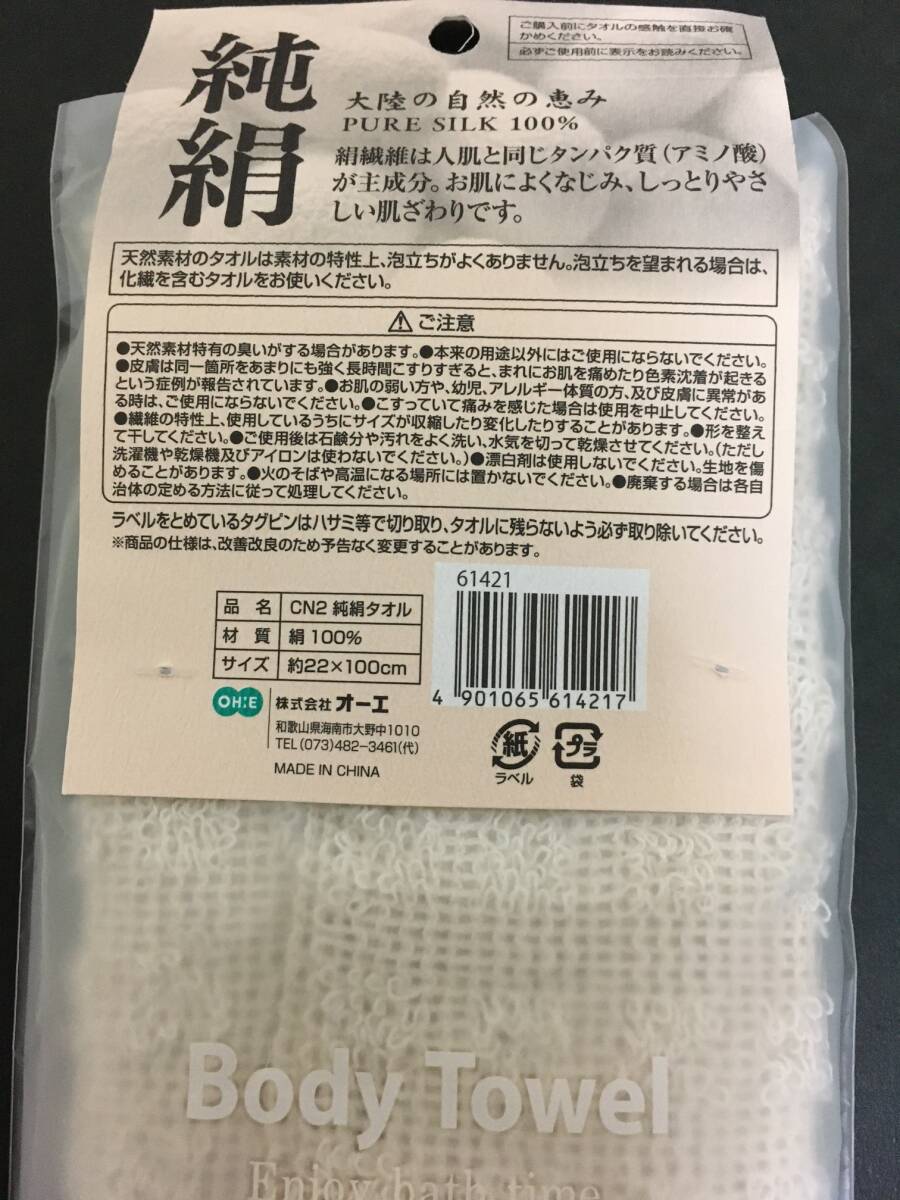 ご購入前にタオルの感触を直接お確
かめください。
必ずご使用前に表示をお読みください。
純絹
大陸の自然の恵み
PURE SILK 100%
絹繊維は人肌と同じタンパク質(アミノ酸)
が主成分。お肌によくなじみ、しっとりやさ
しい肌ざわりです。
天然素材のタオルは素材の特性上、泡立ちがよくありません。泡立ちを望まれる場合は、
化繊を含むタオルをお使いください。
⚠ご注意
●天然素材特有の臭いがする場合があります。●本来の用途以外にはご使用にならないでください。
●皮膚は同一箇所をあまりにも強く長時間こすりすぎると、まれにお肌を痛めたり色素沈着が起きる
という症例が報告されています。●お肌の弱い方や、幼児、アレルギー体質の方、及び皮膚に異常があ
る時は、ご使用にならないでください。●こすっていて痛みを感じた場合は使用を中止してください。
●繊維の特性上、使用しているうちにサイズが収縮したり変化したりすることがあります。●形を整え
て干してください。●ご使用後は石鹸分や汚れをよく洗い、水気を切って乾燥させてください。(ただし
洗濯機や乾燥機及びアイロンは使わないでください。)●漂白剤は使用しないでください。生地を傷
めることがあります。●火のそばや高温になる場所には置かないでください。●廃棄する場合は各自
治体の定める方法に従って処理してください。
ラベルをとめているタグピンはハサミ等で切り取り、タオルに残らないよう必ず取り除いてください。
※商品の仕様は、改善改良のため予告なく変更することがあります。
61421
4 901065 614217
品名 CN2 純絹タオル
材質 絹 100%
サイズ 約22×100cm
OH:E 株式会社 オーエ
和歌山県海南市大野中1010
TEL(073)482-3461(代)
MADE IN CHINA
紙 ラベル
プラ 袋
Body Towel
Enjoy bath time